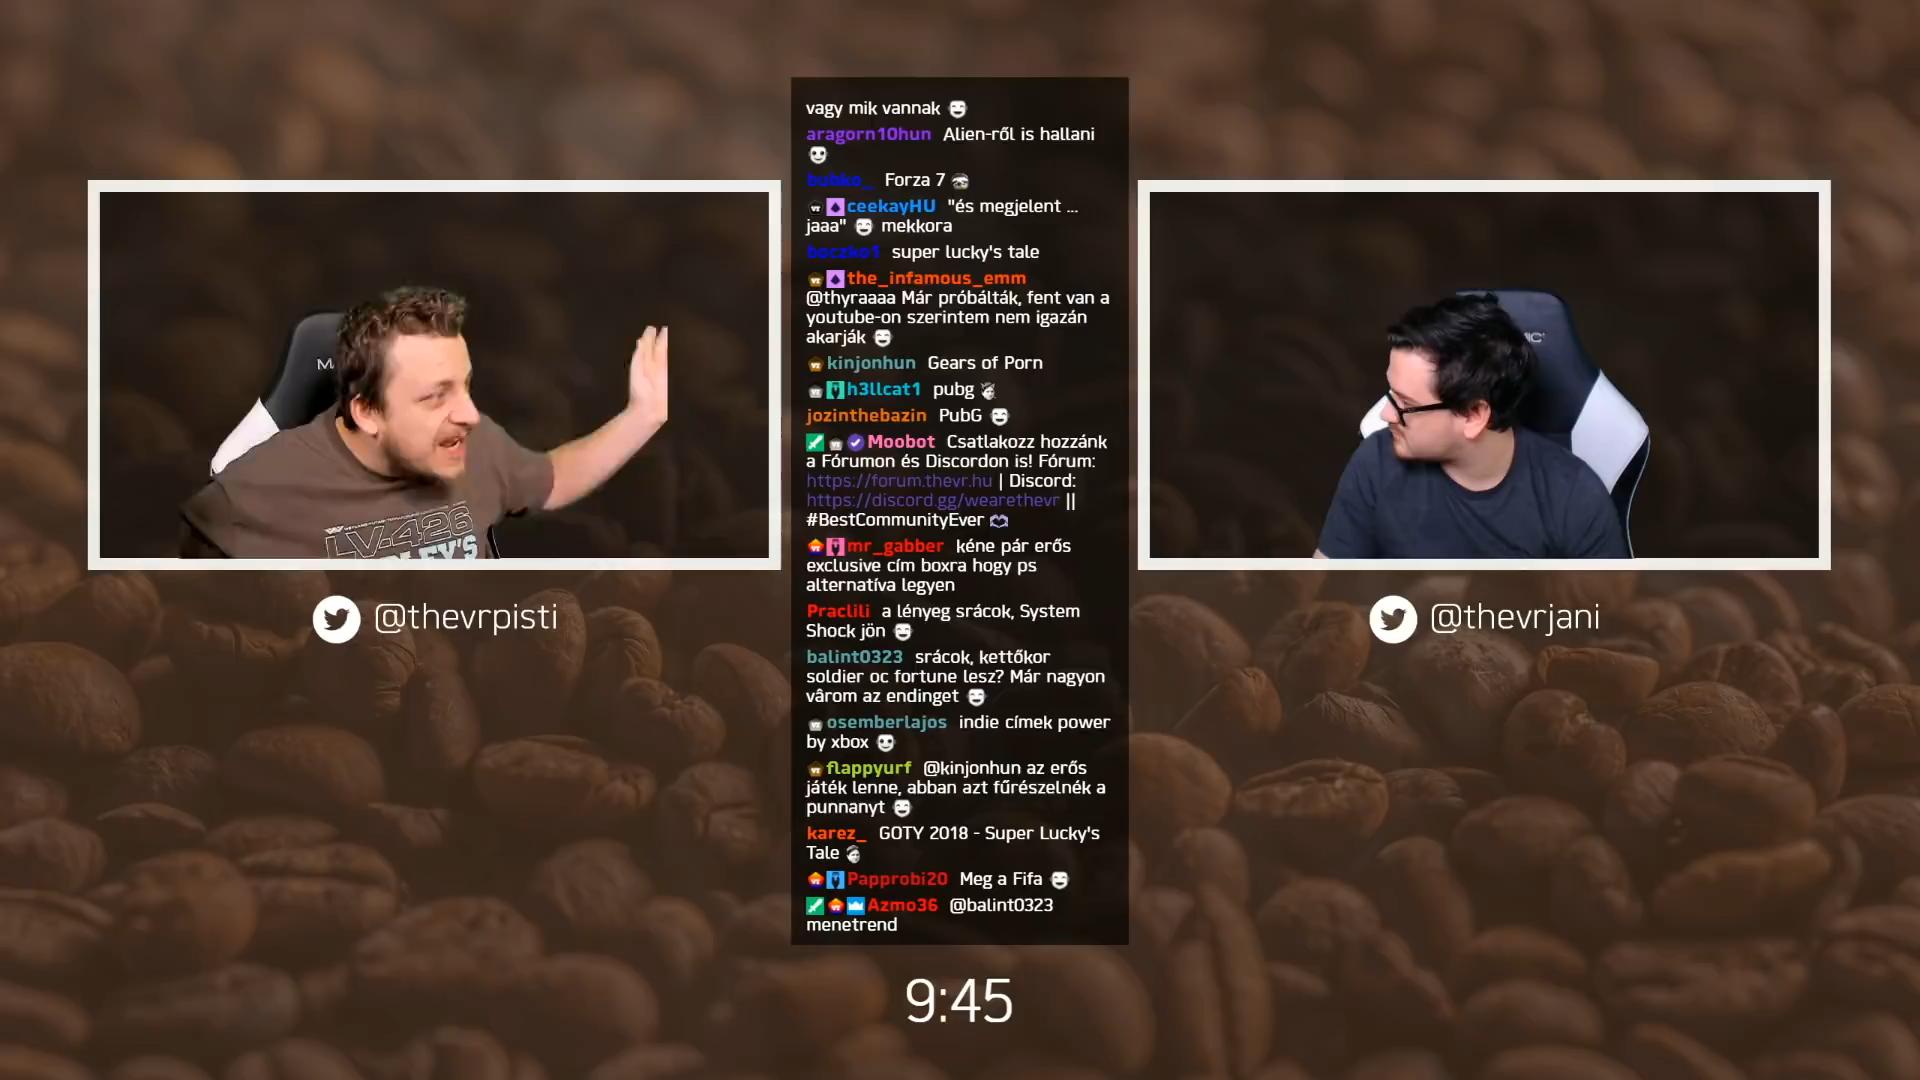 vagy mik vannak
aragorn10hun Alien-ről is hallani
bubko_ Forza 7
ceekayHU "és megjelent ...
jaaa" mekkora
boczko1 super lucky's tale
the_infamous_emm
@thyraaaa Már próbálták, fent van a
youtube-on szerintem nem igazán
akarják
kinjonhun Gears of Porn
h3llcat1 pubg
jozinthebazin PubG
Moobot Csatlakozz hozzánk
a Fórumon és Discordon is! Fórum:
https://forum.thevr.hu | Discord:
https://discord.gg/wearethevr ||
#BestCommunityEver
mr_gabber kéne pár erős
exclusive cím boxra hogy ps
alternatíva legyen
Praclili a lényeg srácok, System
Shock jön
balint0323 srácok, kettőkor
soldier oc fortune lesz? Már nagyon
vârom az endinget
osemberlajos indie címek power
by xbox
flappyurf @kinjonhun az erős
játék lenne, abban azt fűrészelnék a
punnanyt
karez_ GOTY 2018 - Super Lucky's
Tale
Papprobi20 Meg a Fifa
Azmo36 @balint0323
menetrend
LV-426
@thevrpisti
@thevrjani
9:45